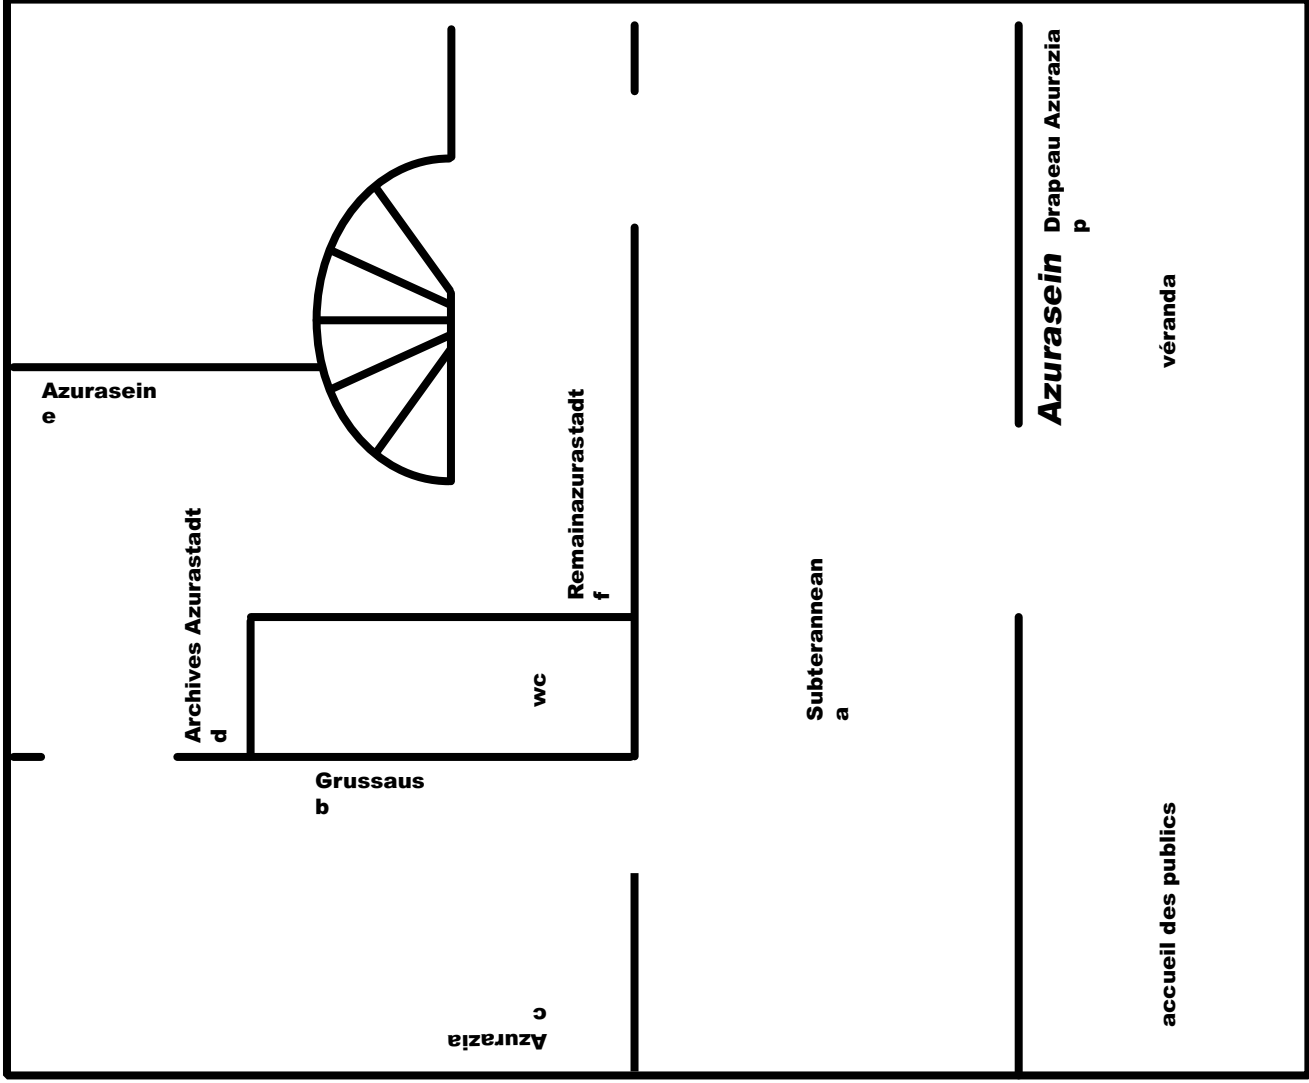 Drapeau Azurazia
p
Azurasein
véranda
Azurasein
e
Remainazurastadt
f
Archives Azurastadt
d
wc
Subterannean
a
Grussaus
b
accueil des publics
Azurazia
c